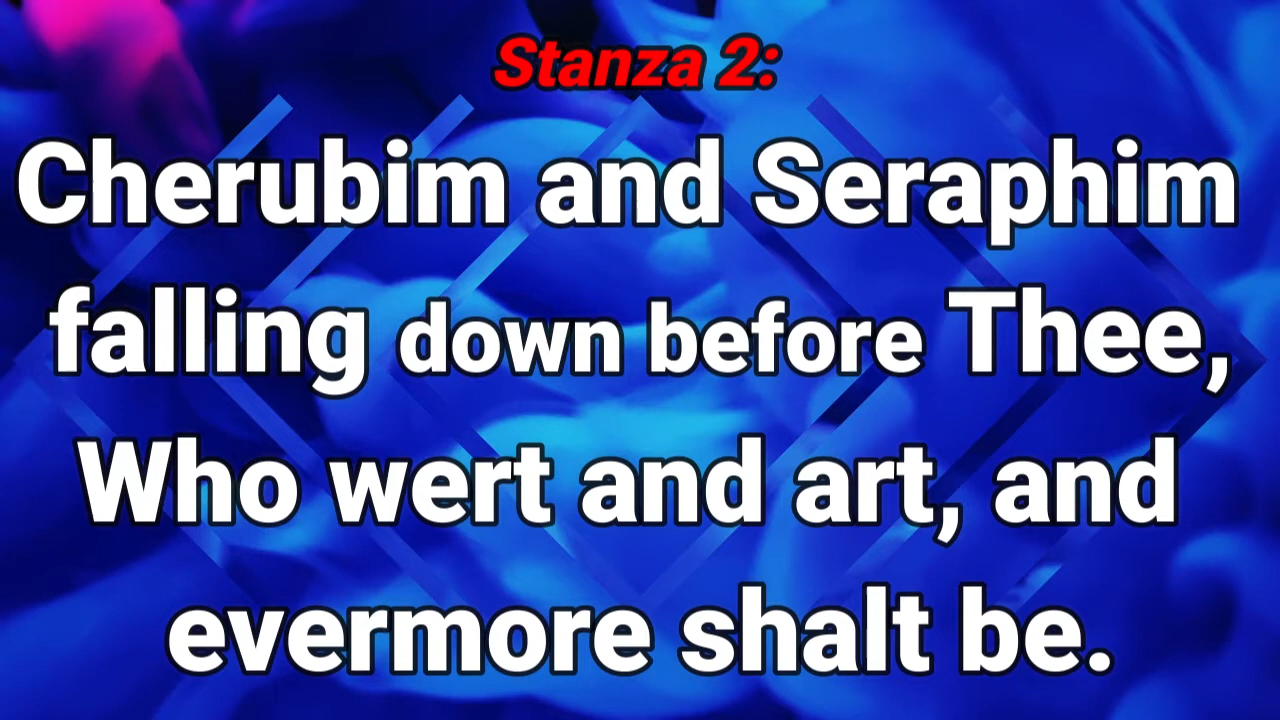 Stanza 2:
Cherubim and Seraphim
falling down before Thee,
Who wert and art, and
evermore shalt be.